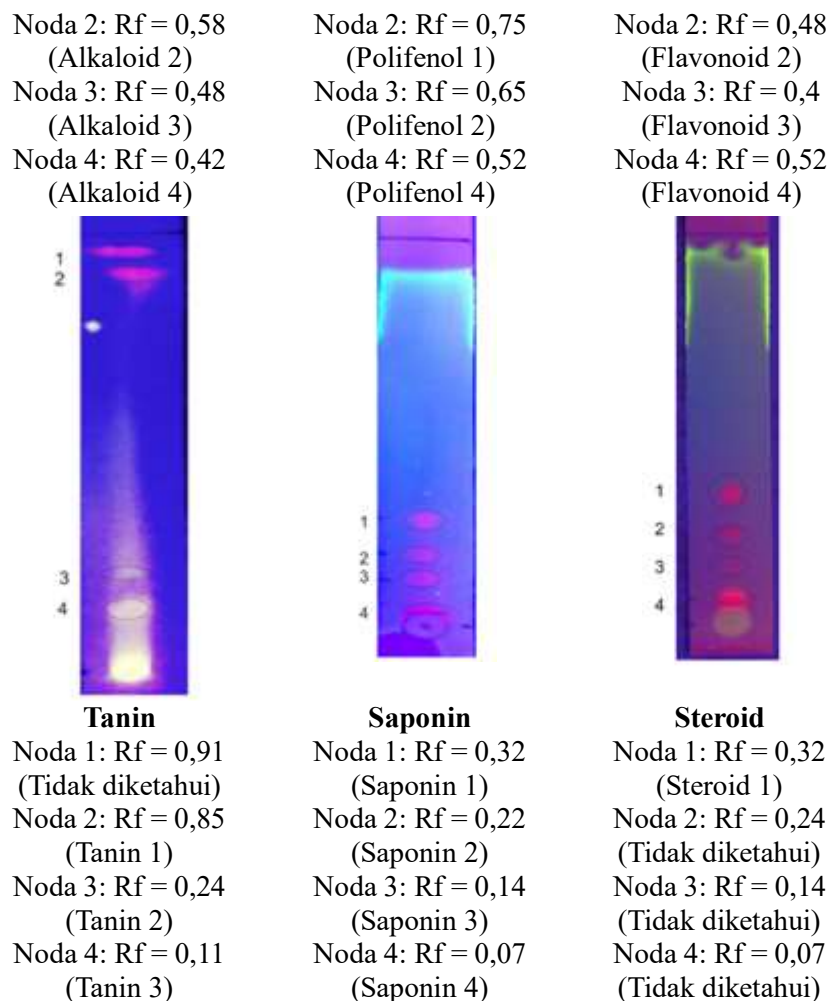 Noda 2: Rf = 0,58
(Alkaloid 2)
Noda 3: Rf = 0,48
(Alkaloid 3)
Noda 4: Rf = 0,42
(Alkaloid 4)
Noda 2: Rf = 0,75
(Polifenol 1)
Noda 3: Rf = 0,65
(Polifenol 2)
Noda 4: Rf = 0,52
(Polifenol 4)
Noda 2: Rf = 0,48
(Flavonoid 2)
Noda 3: Rf = 0,4
(Flavonoid 3)
Noda 4: Rf = 0,52
(Flavonoid 4)
1
2
3
4
Tanin
Noda 1: Rf = 0,91
(Tidak diketahui)
Noda 2: Rf = 0,85
(Tanin 1)
Noda 3: Rf = 0,24
(Tanin 2)
Noda 4: Rf = 0,11
(Tanin 3)
1
2
3
4
Saponin
Noda 1: Rf = 0,32
(Saponin 1)
Noda 2: Rf = 0,22
(Saponin 2)
Noda 3: Rf = 0,14
(Saponin 3)
Noda 4: Rf = 0,07
(Saponin 4)
1
2
3
4
Steroid
Noda 1: Rf = 0,32
(Steroid 1)
Noda 2: Rf = 0,24
(Tidak diketahui)
Noda 3: Rf = 0,14
(Tidak diketahui)
Noda 4: Rf = 0,07
(Tidak diketahui)